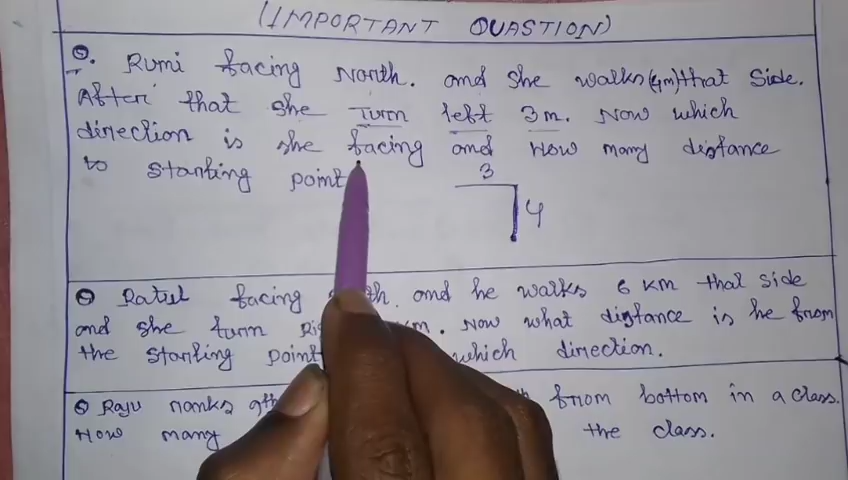 (IMPORTANT QUASTION)
Q. Rumi facing North. and she walks (4m) that side.
After that she Turn left 3m. Now which
direction is she facing and How many distance
to starting point
3
4
Q Ratul facing th. and he walks 6 KM that side
and she turn Ri m. Now what distance is he from
the starting point which direction.
Q Raju ranks 9th from bottom in a class.
How many the class.